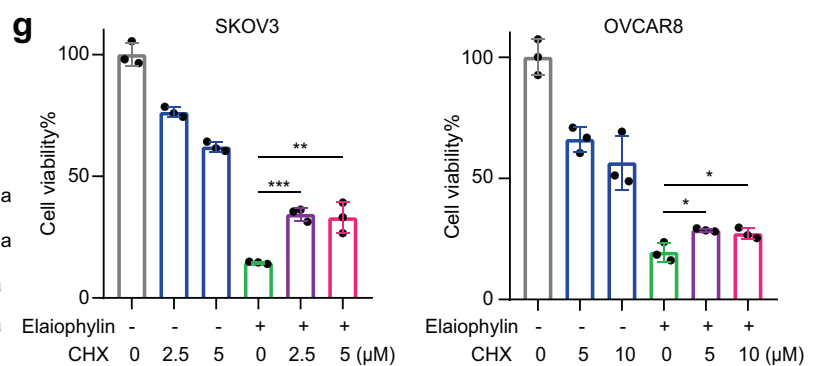 g
SKOV3
OVCAR8
Cell viability%
100
50
0
***
**
Cell viability%
100
50
0
*
*
a
a
Elaiophylin - - - + + +
CHX 0 2.5 5 0 2.5 5 (μM)
Elaiophylin - - - + + +
CHX 0 5 10 0 5 10 (μM)